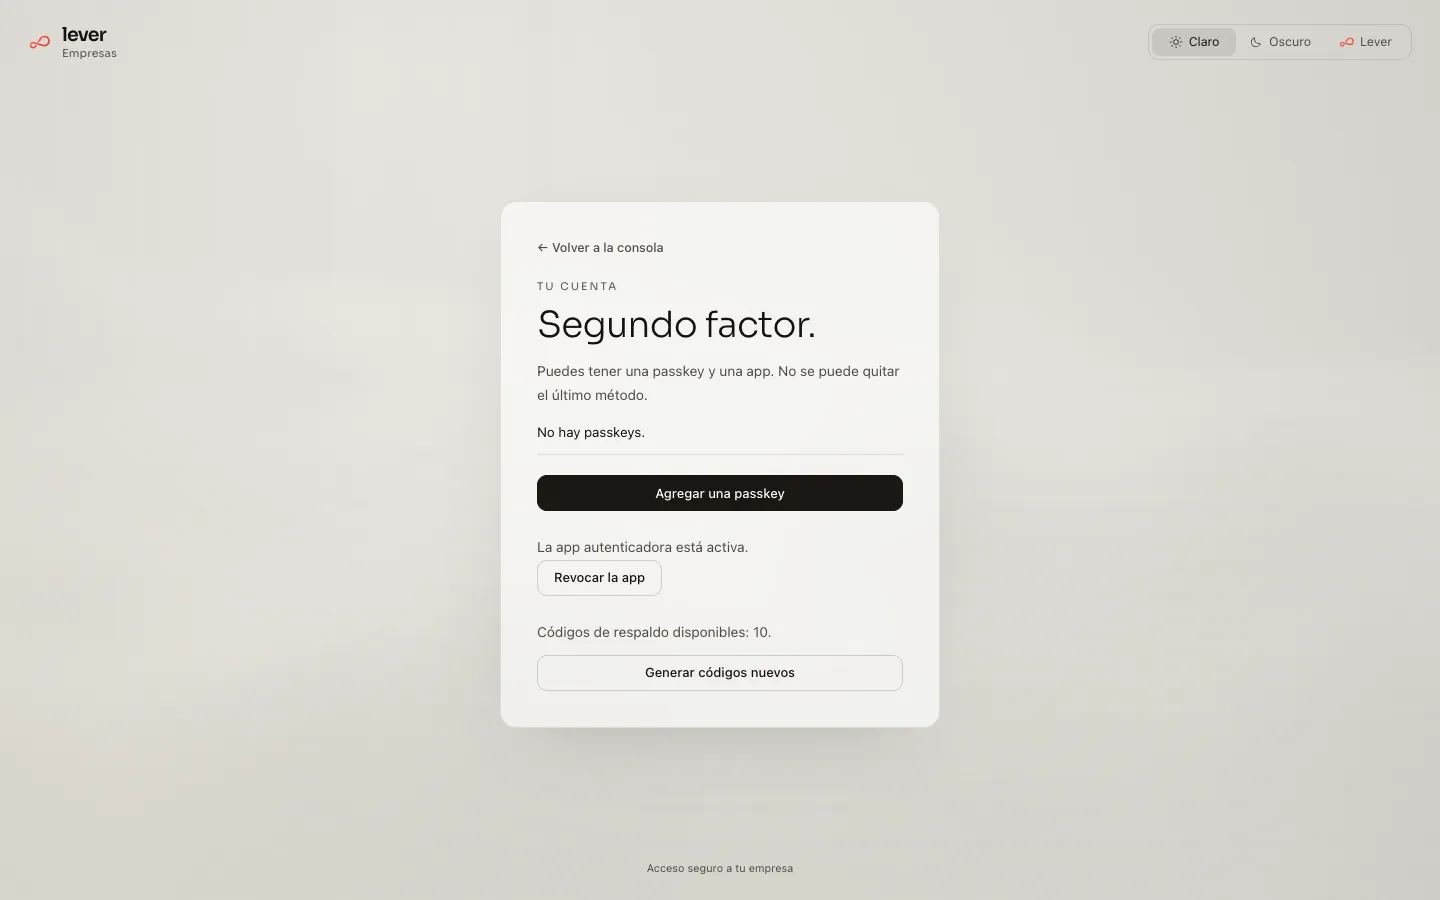 lever
Empresas
Claro
Oscuro
Lever
← Volver a la consola
TU CUENTA
Segundo factor.
Puedes tener una passkey y una app. No se puede quitar
el último método.
No hay passkeys.
Agregar una passkey
La app autenticadora está activa.
Revocar la app
Códigos de respaldo disponibles: 10.
Generar códigos nuevos
Acceso seguro a tu empresa